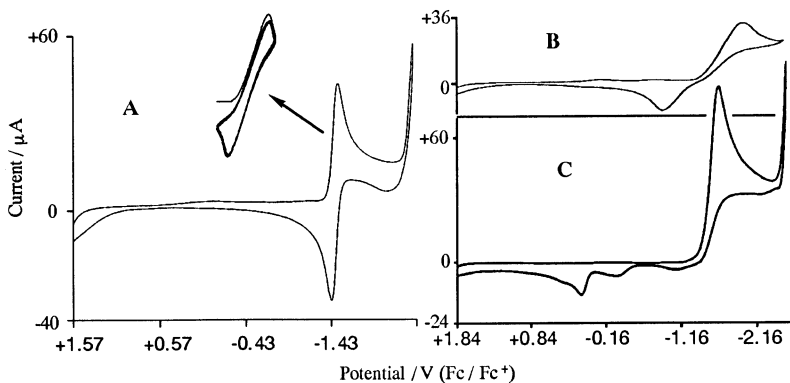 +60
0
-40
A
Current / μA
+1.57 +0.57 -0.43 -1.43
+36
0
B
+60
0
-24
C
+1.84 +0.84 -0.16 -1.16 -2.16
Potential / V (Fc / Fc+)